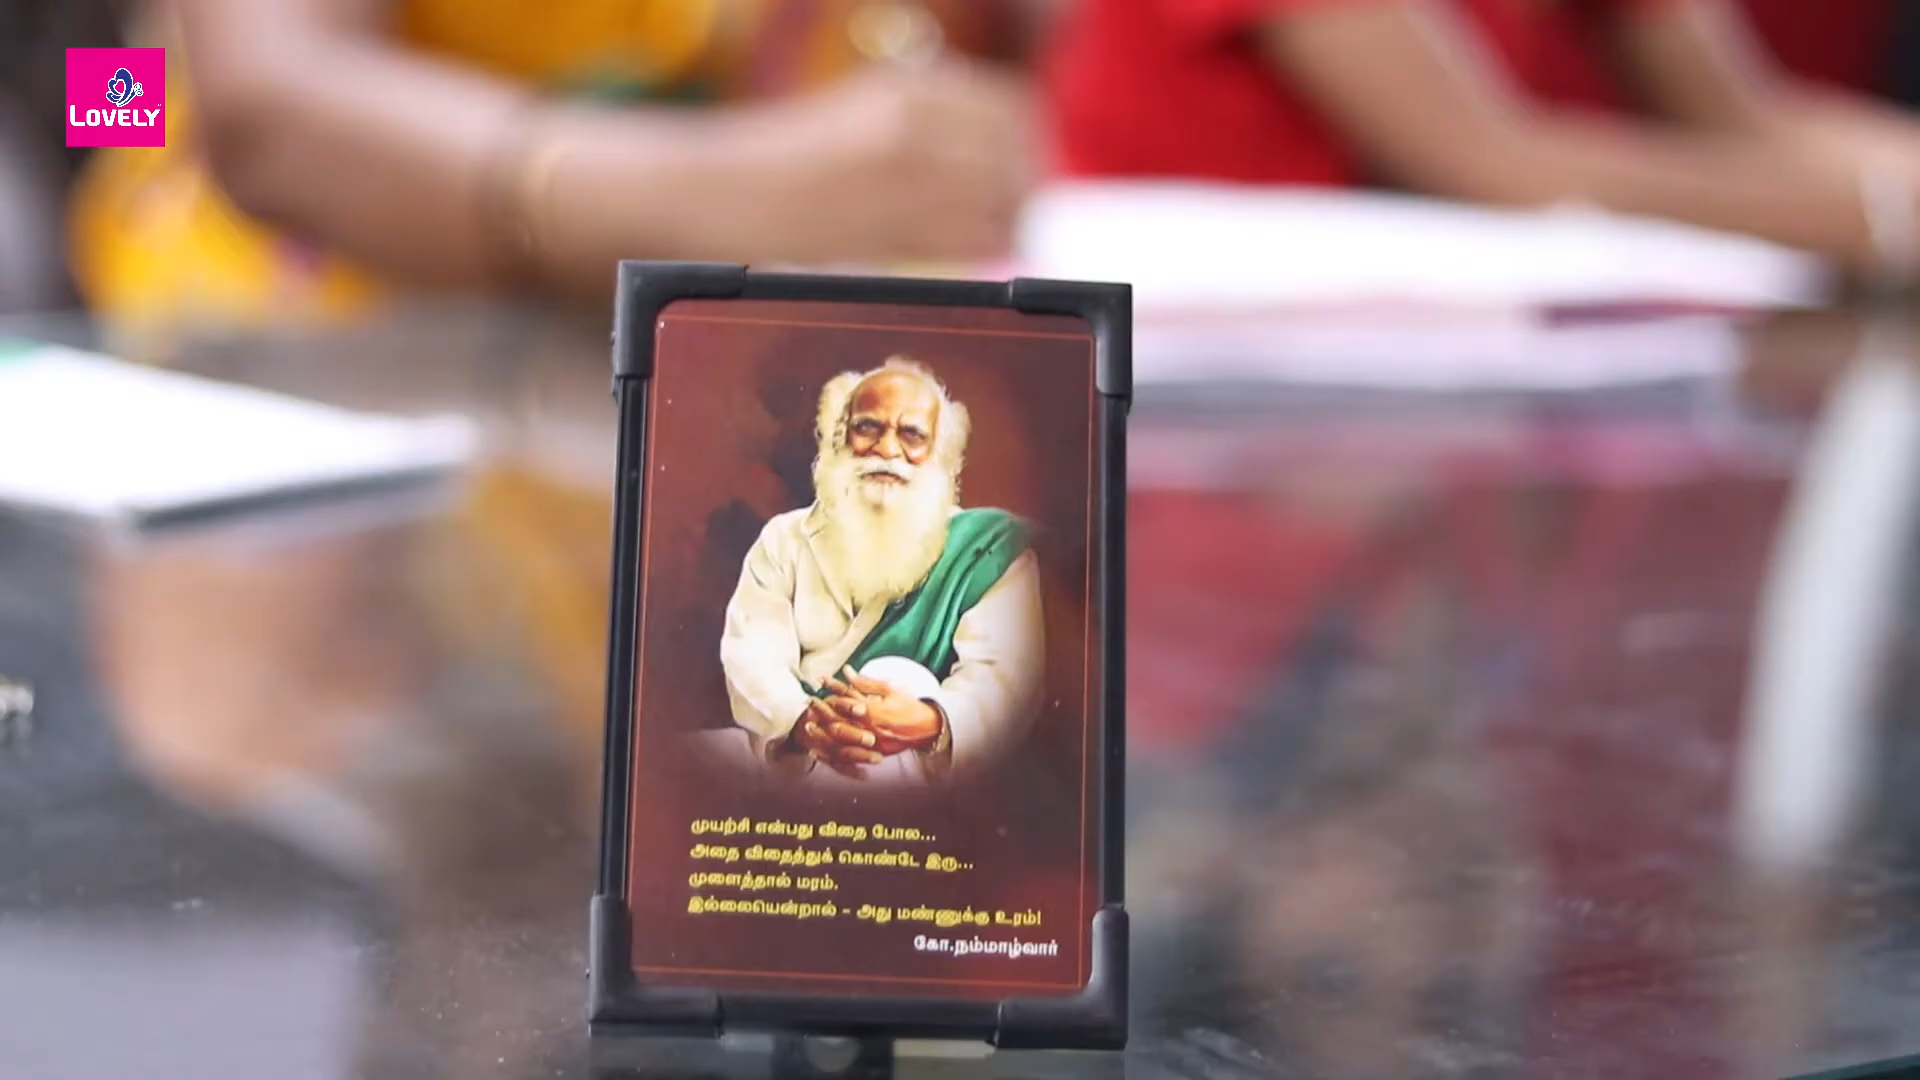 LOVELY
முயற்சி என்பது விதை போல...
அதை விதைத்துக் கொண்டே இரு...
முளைத்தால் மரம்.
இல்லையென்றால் – அது மண்ணுக்கு உரம்!
கோ.நம்மாழ்வார்